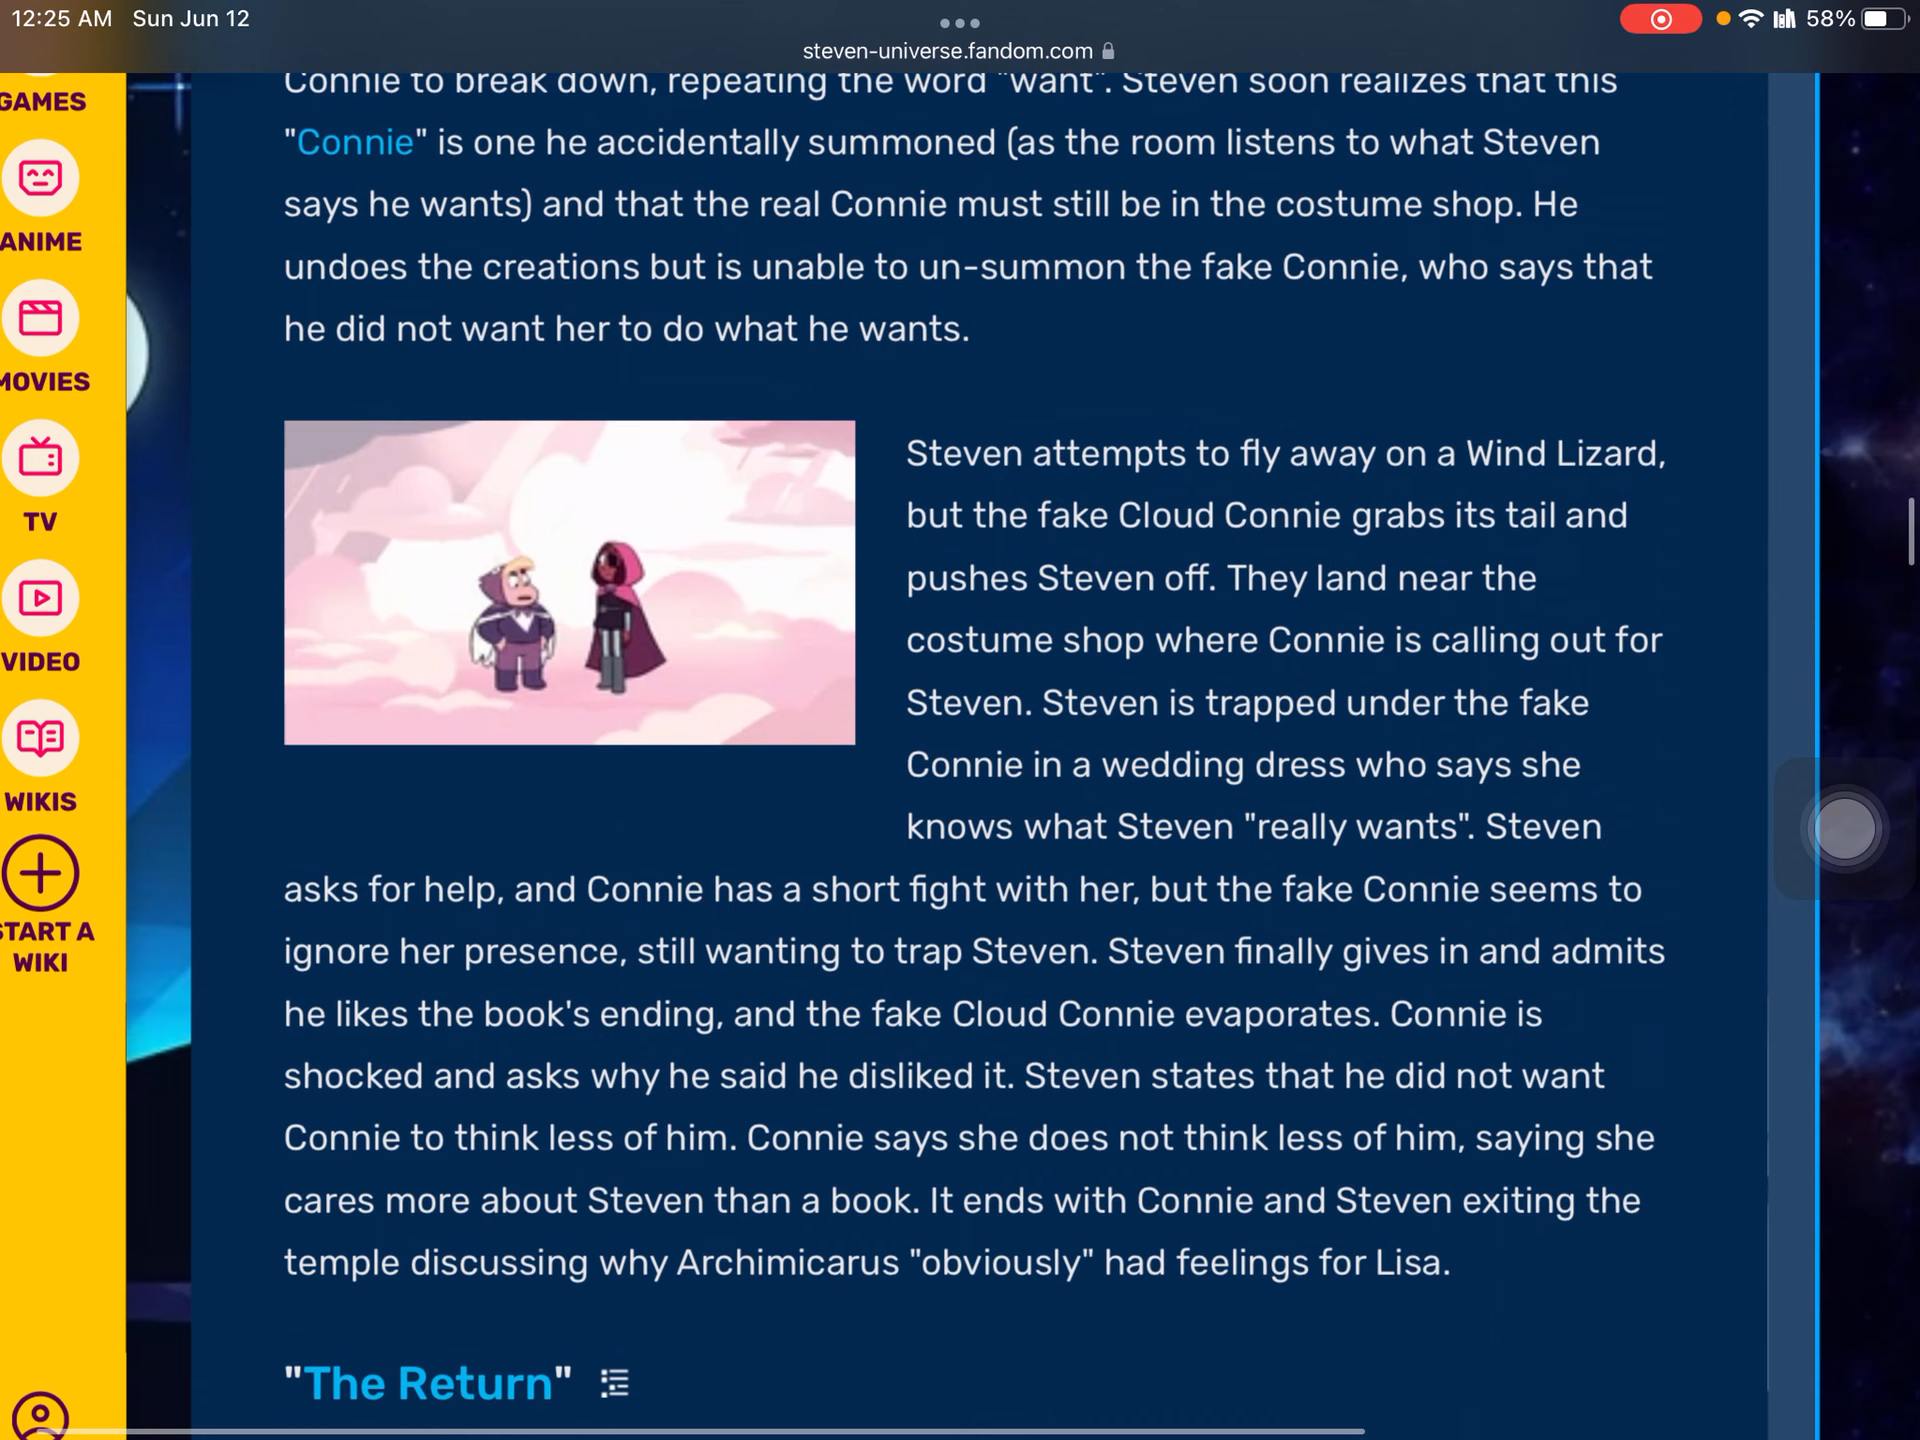 12:25 AM Sun Jun 12
58%
steven-universe.fandom.com
GAMES
ANIME
MOVIES
TV
VIDEO
WIKIS
START A
WIKI
Connie to break down, repeating the word "want". Steven soon realizes that this
"Connie" is one he accidentally summoned (as the room listens to what Steven
says he wants) and that the real Connie must still be in the costume shop. He
undoes the creations but is unable to un-summon the fake Connie, who says that
he did not want her to do what he wants.
Steven attempts to fly away on a Wind Lizard,
but the fake Cloud Connie grabs its tail and
pushes Steven off. They land near the
costume shop where Connie is calling out for
Steven. Steven is trapped under the fake
Connie in a wedding dress who says she
knows what Steven "really wants". Steven
asks for help, and Connie has a short fight with her, but the fake Connie seems to
ignore her presence, still wanting to trap Steven. Steven finally gives in and admits
he likes the book's ending, and the fake Cloud Connie evaporates. Connie is
shocked and asks why he said he disliked it. Steven states that he did not want
Connie to think less of him. Connie says she does not think less of him, saying she
cares more about Steven than a book. It ends with Connie and Steven exiting the
temple discussing why Archimicarus "obviously" had feelings for Lisa.
"The Return"